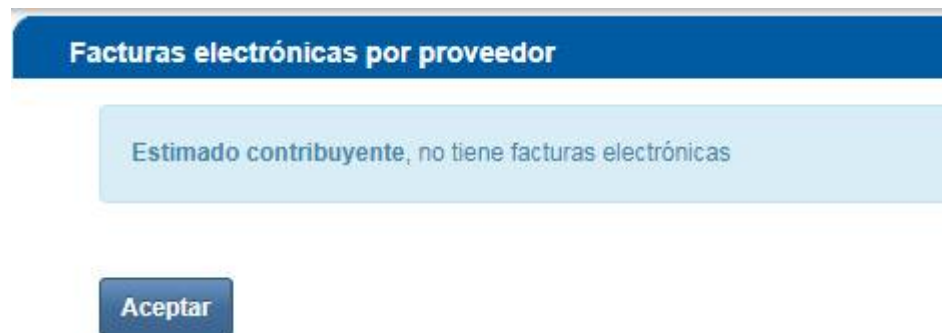 Facturas electrónicas por proveedor
Estimado contribuyente, no tiene facturas electrónicas
Aceptar